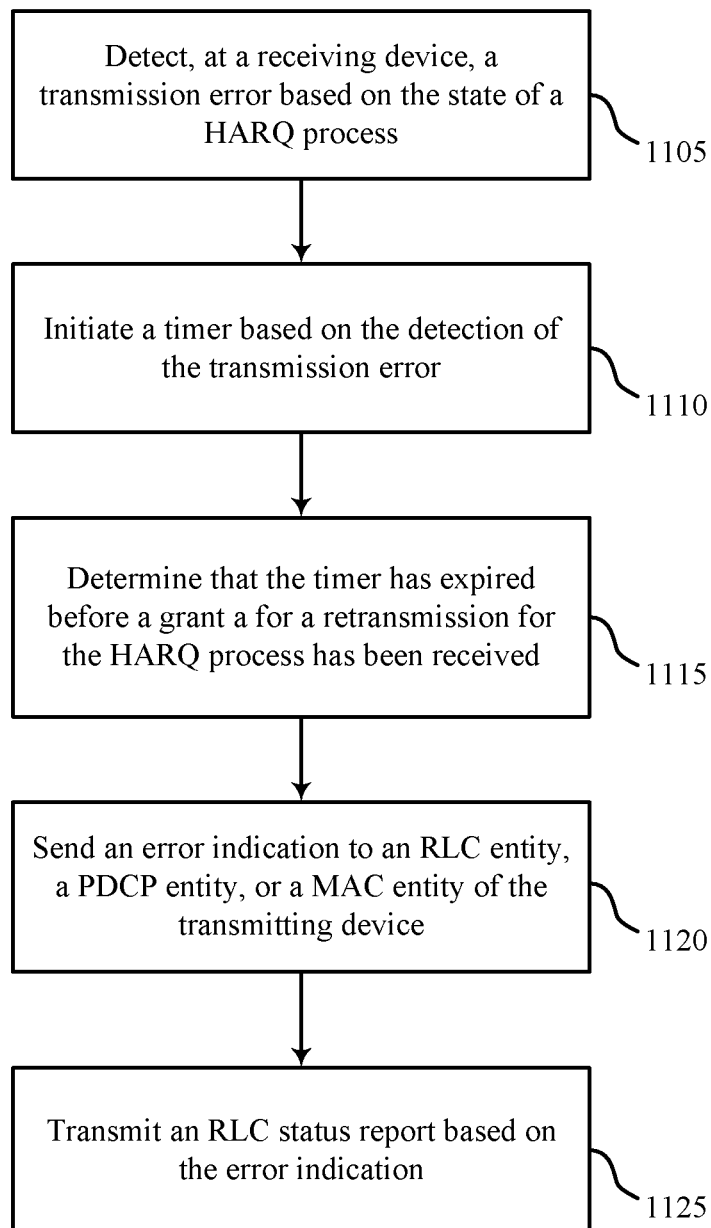 Detect, at a receiving device, a
transmission error based on the state of a
HARQ process
1105
Initiate a timer based on the detection of
the transmission error
1110
Determine that the timer has expired
before a grant a for a retransmission for
the HARQ process has been received
1115
Send an error indication to an RLC entity,
a PDCP entity, or a MAC entity of the
transmitting device
1120
Transmit an RLC status report based on
the error indication
1125